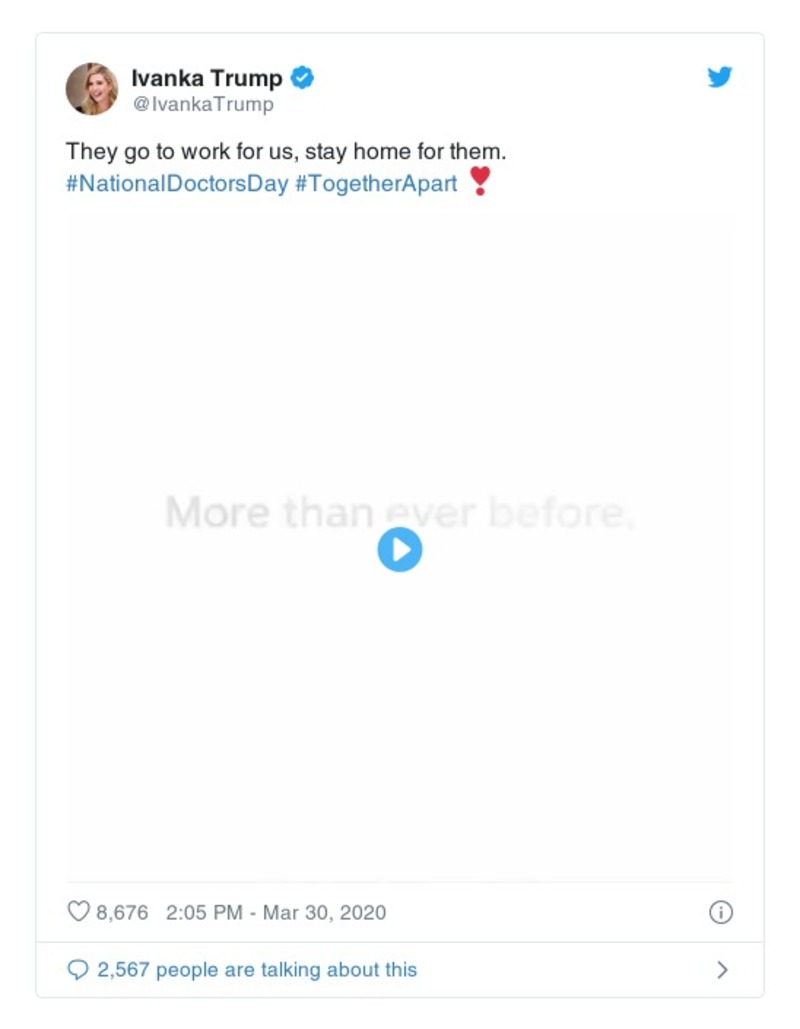 Ivanka Trump
@IvankaTrump
They go to work for us, stay home for them.
#NationalDoctorsDay #TogetherApart ❣
More than ever before,
8,676 2:05 PM - Mar 30, 2020
2,567 people are talking about this